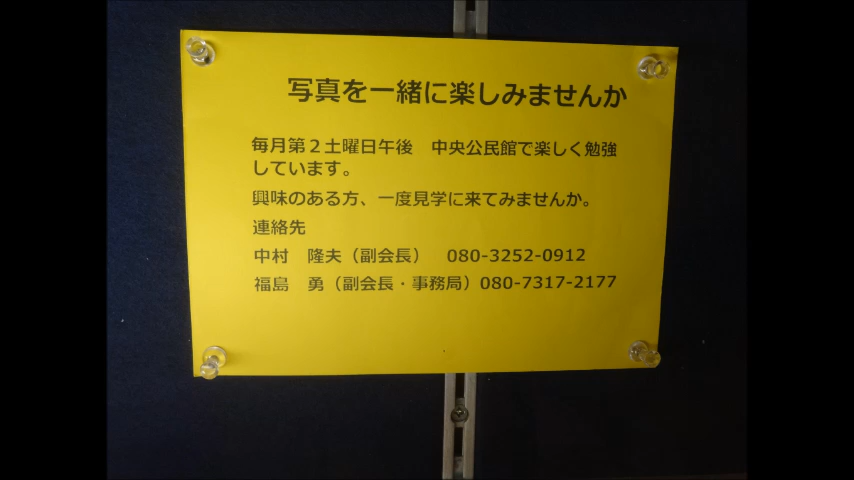 写真を一緒に楽しみませんか
毎月第２土曜日午後　中央公民館で楽しく勉強
しています。
興味のある方、一度見学に来てみませんか。
連絡先
中村　隆夫（副会長）　080-3252-0912
福島　勇（副会長・事務局）080-7317-2177